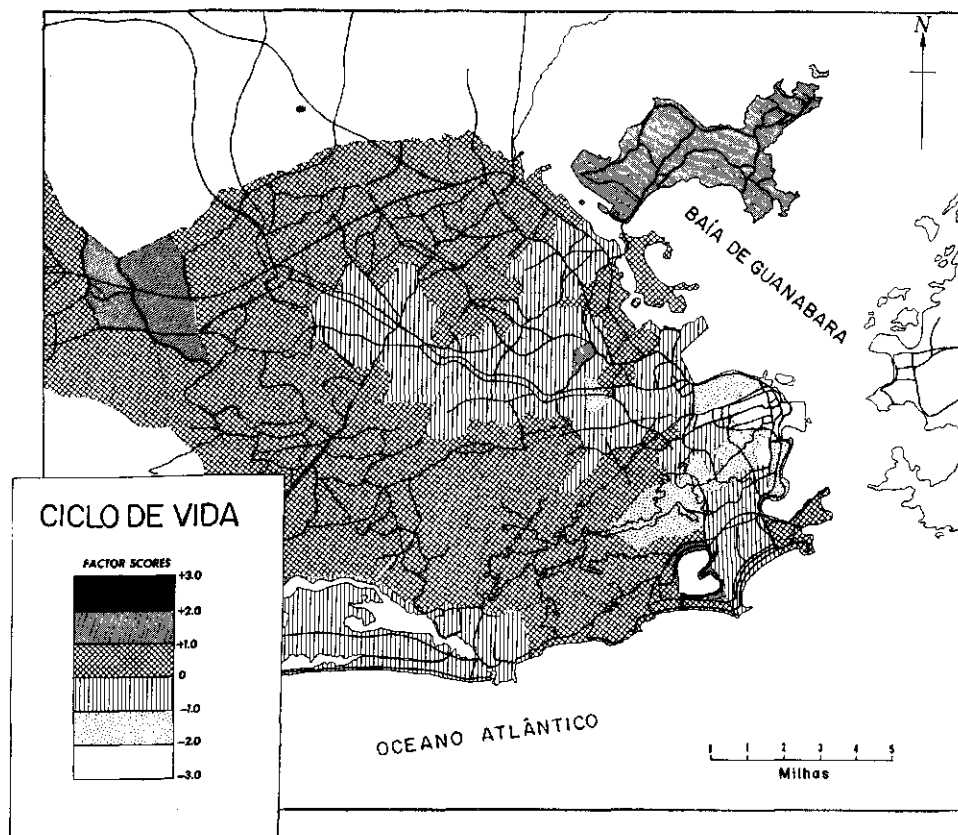 N
BAÍA DE GUANABARA
CICLO DE VIDA
FACTOR SCORES
+3.0
+2.0
+1.0
0
-1.0
-2.0
-3.0
OCEANO ATLÂNTICO
1 1 2 3 4 5
Milhas